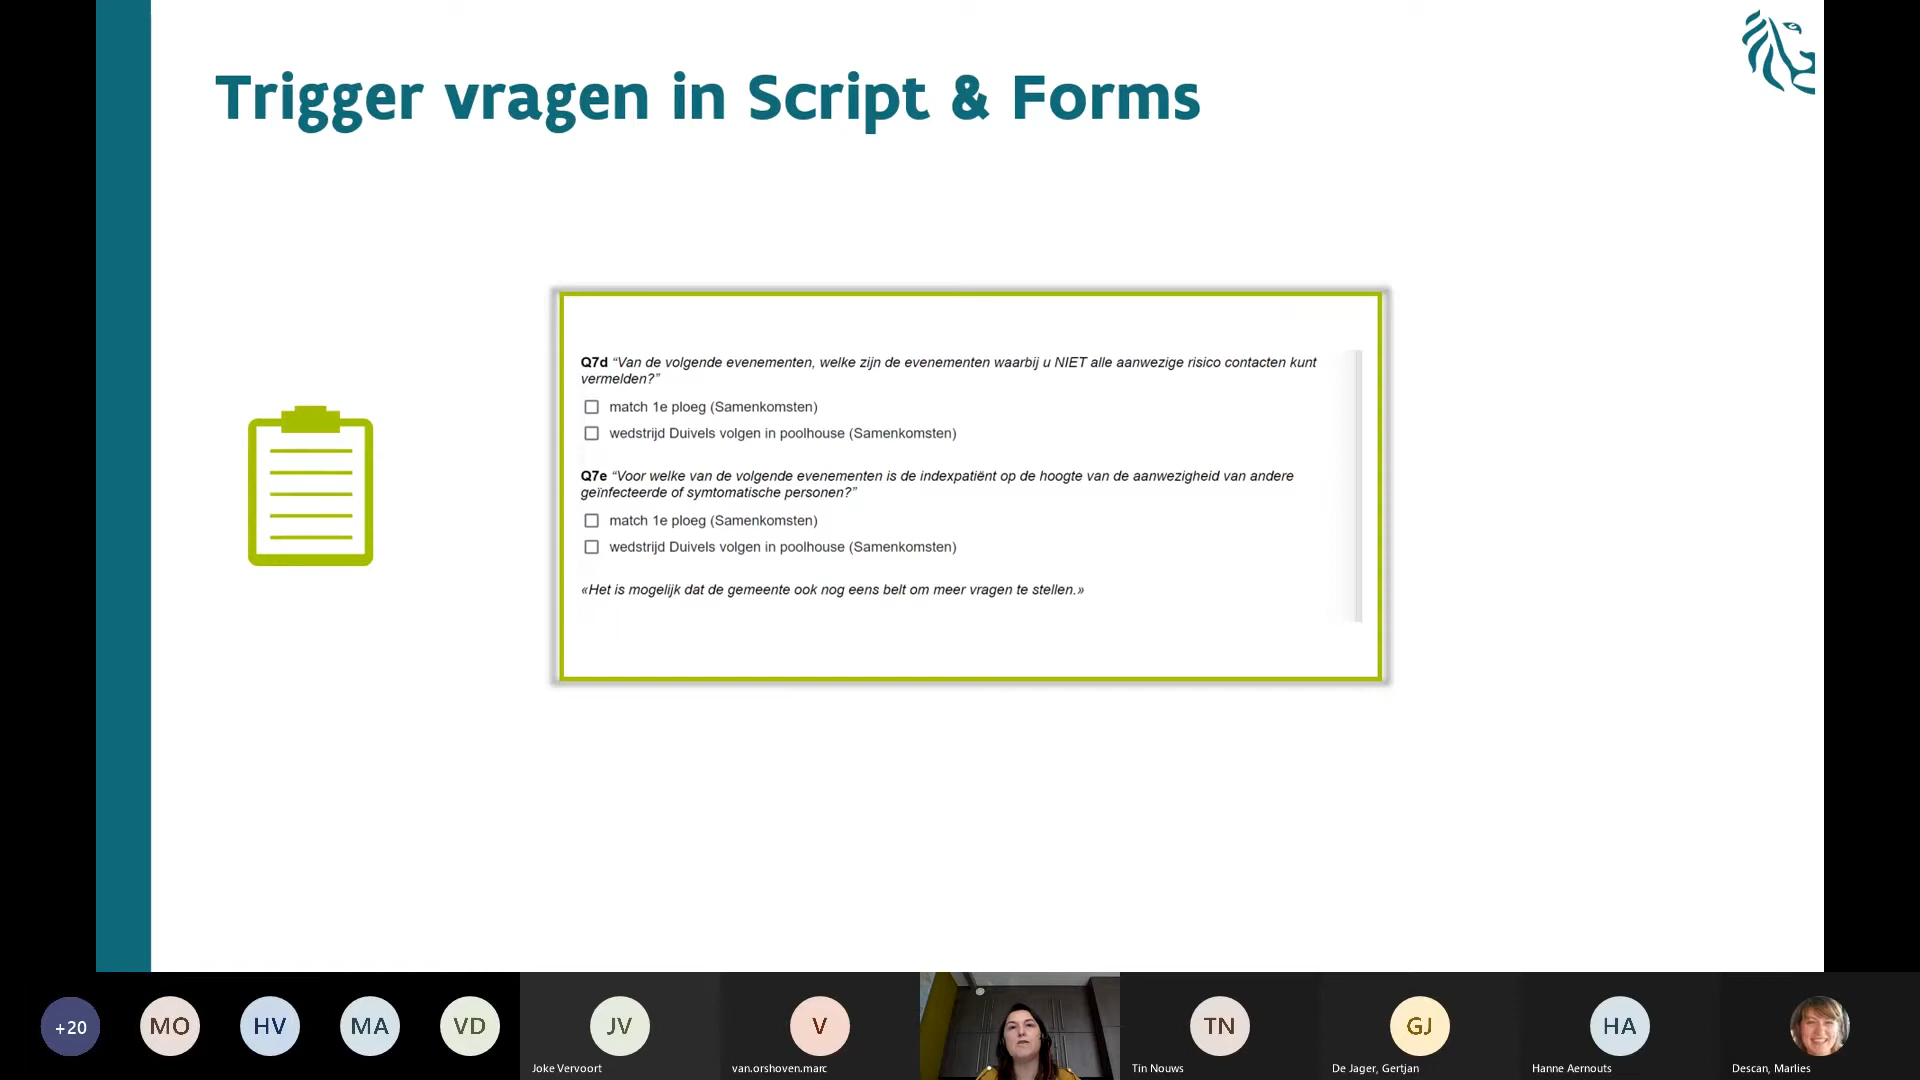 Trigger vragen in Script & Forms
Q7d “Van de volgende evenementen, welke zijn de evenementen waarbij u NIET alle aanwezige risico contacten kunt
vermelden?”
match 1e ploeg (Samenkomsten)
wedstrijd Duivels volgen in poolhouse (Samenkomsten)
Q7e “Voor welke van de volgende evenementen is de indexpatiënt op de hoogte van de aanwezigheid van andere
geïnfecteerde of symtomatische personen?”
match 1e ploeg (Samenkomsten)
wedstrijd Duivels volgen in poolhouse (Samenkomsten)
«Het is mogelijk dat de gemeente ook nog eens belt om meer vragen te stellen.»
+20
MO
HV
MA
VD
JV
V
TN
GJ
HA
Joke Vervoort
van.orshoven.marc
Tin Nouws
De Jager, Gertjan
Hanne Aernouts
Descan, Marlies